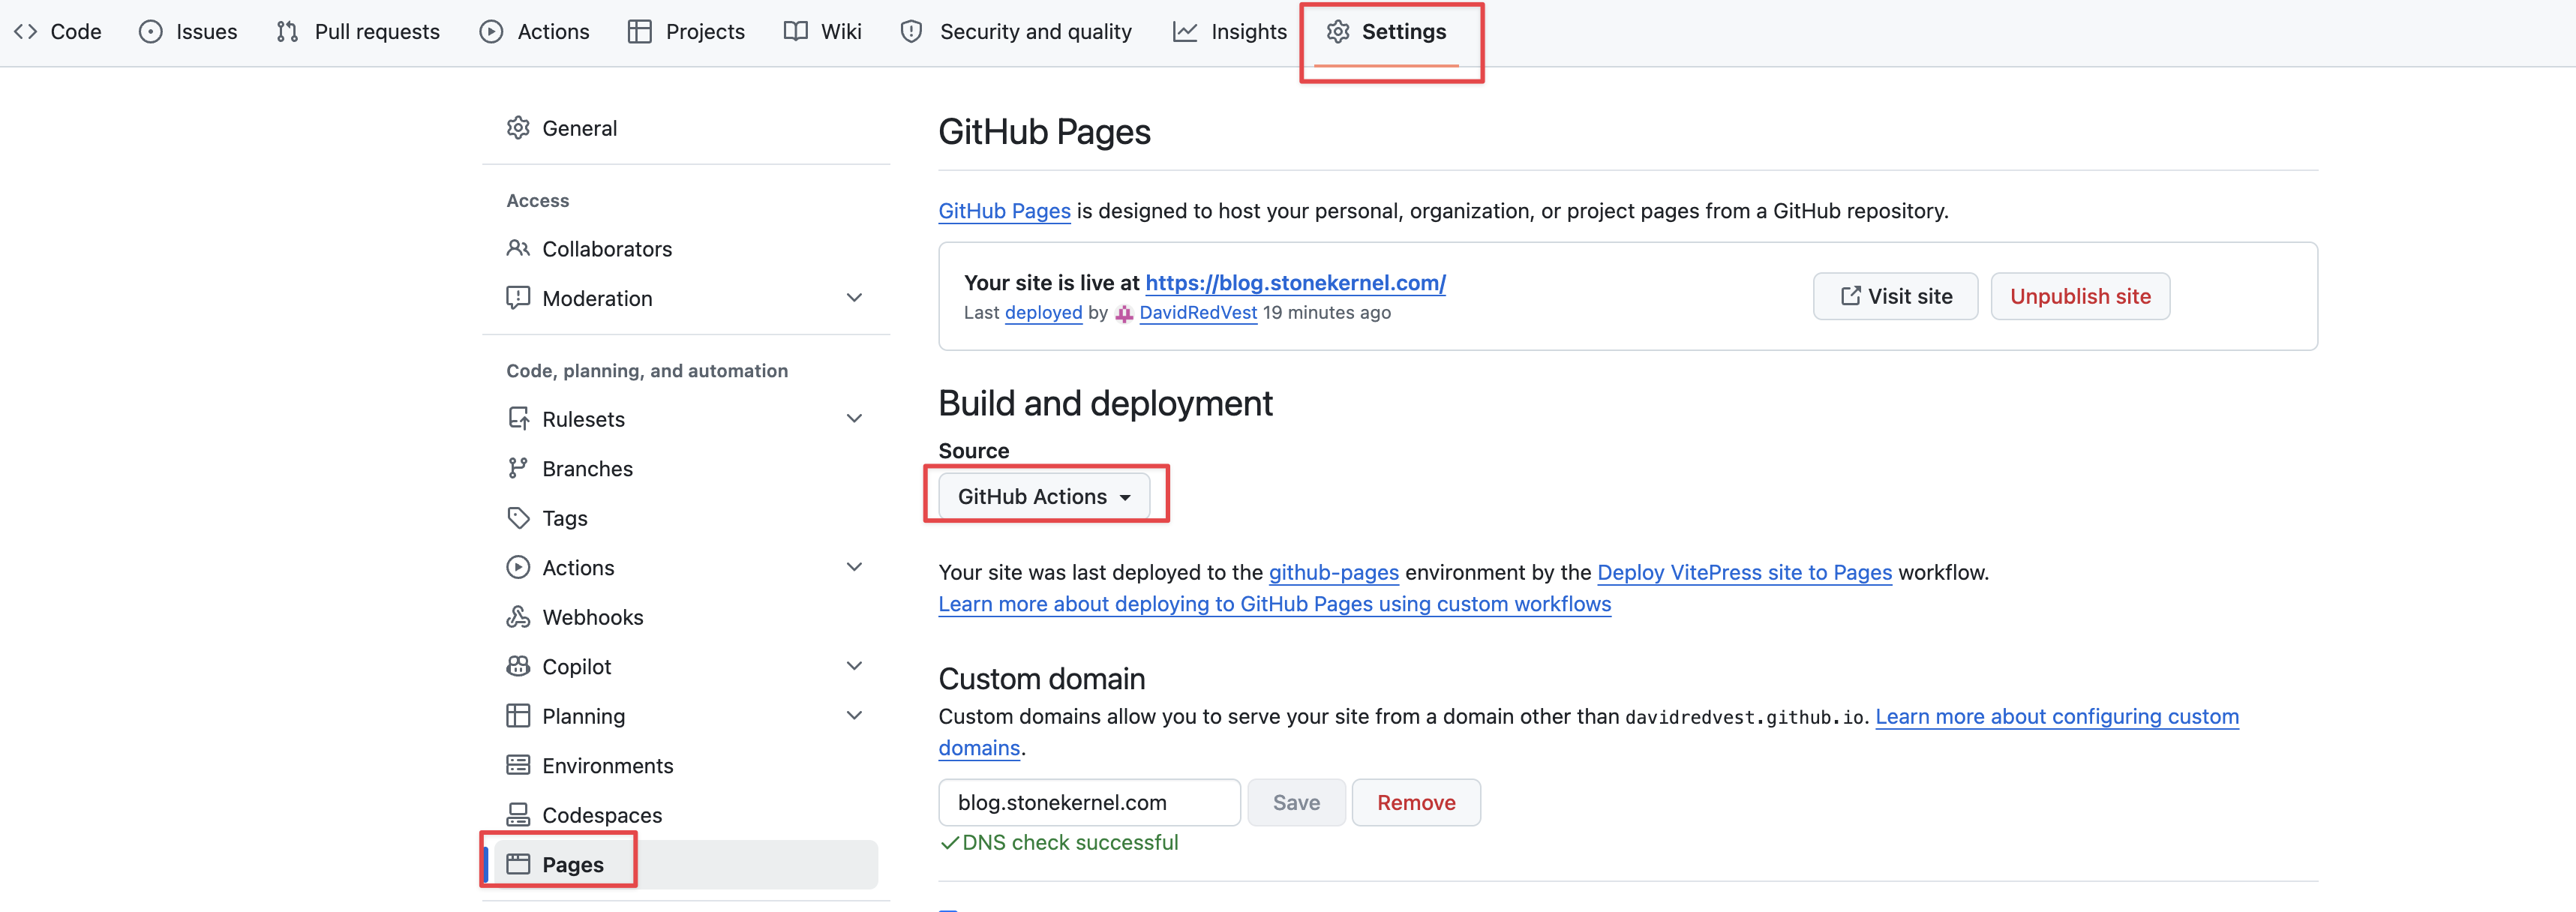 Code Issues Pull requests Actions Projects Wiki Security and quality Insights Settings
General
Access
Collaborators
Moderation
Code, planning, and automation
Rulesets
Branches
Tags
Actions
Webhooks
Copilot
Planning
Environments
Codespaces
Pages
GitHub Pages
GitHub Pages is designed to host your personal, organization, or project pages from a GitHub repository.
Your site is live at https://blog.stonekernel.com/
Last deployed by DavidRedVest 19 minutes ago
Visit site Unpublish site
Build and deployment
Source
GitHub Actions
Your site was last deployed to the github-pages environment by the Deploy VitePress site to Pages workflow.
Learn more about deploying to GitHub Pages using custom workflows
Custom domain
Custom domains allow you to serve your site from a domain other than davidredvest.github.io. Learn more about configuring custom
domains.
blog.stonekernel.com Save Remove
DNS check successful